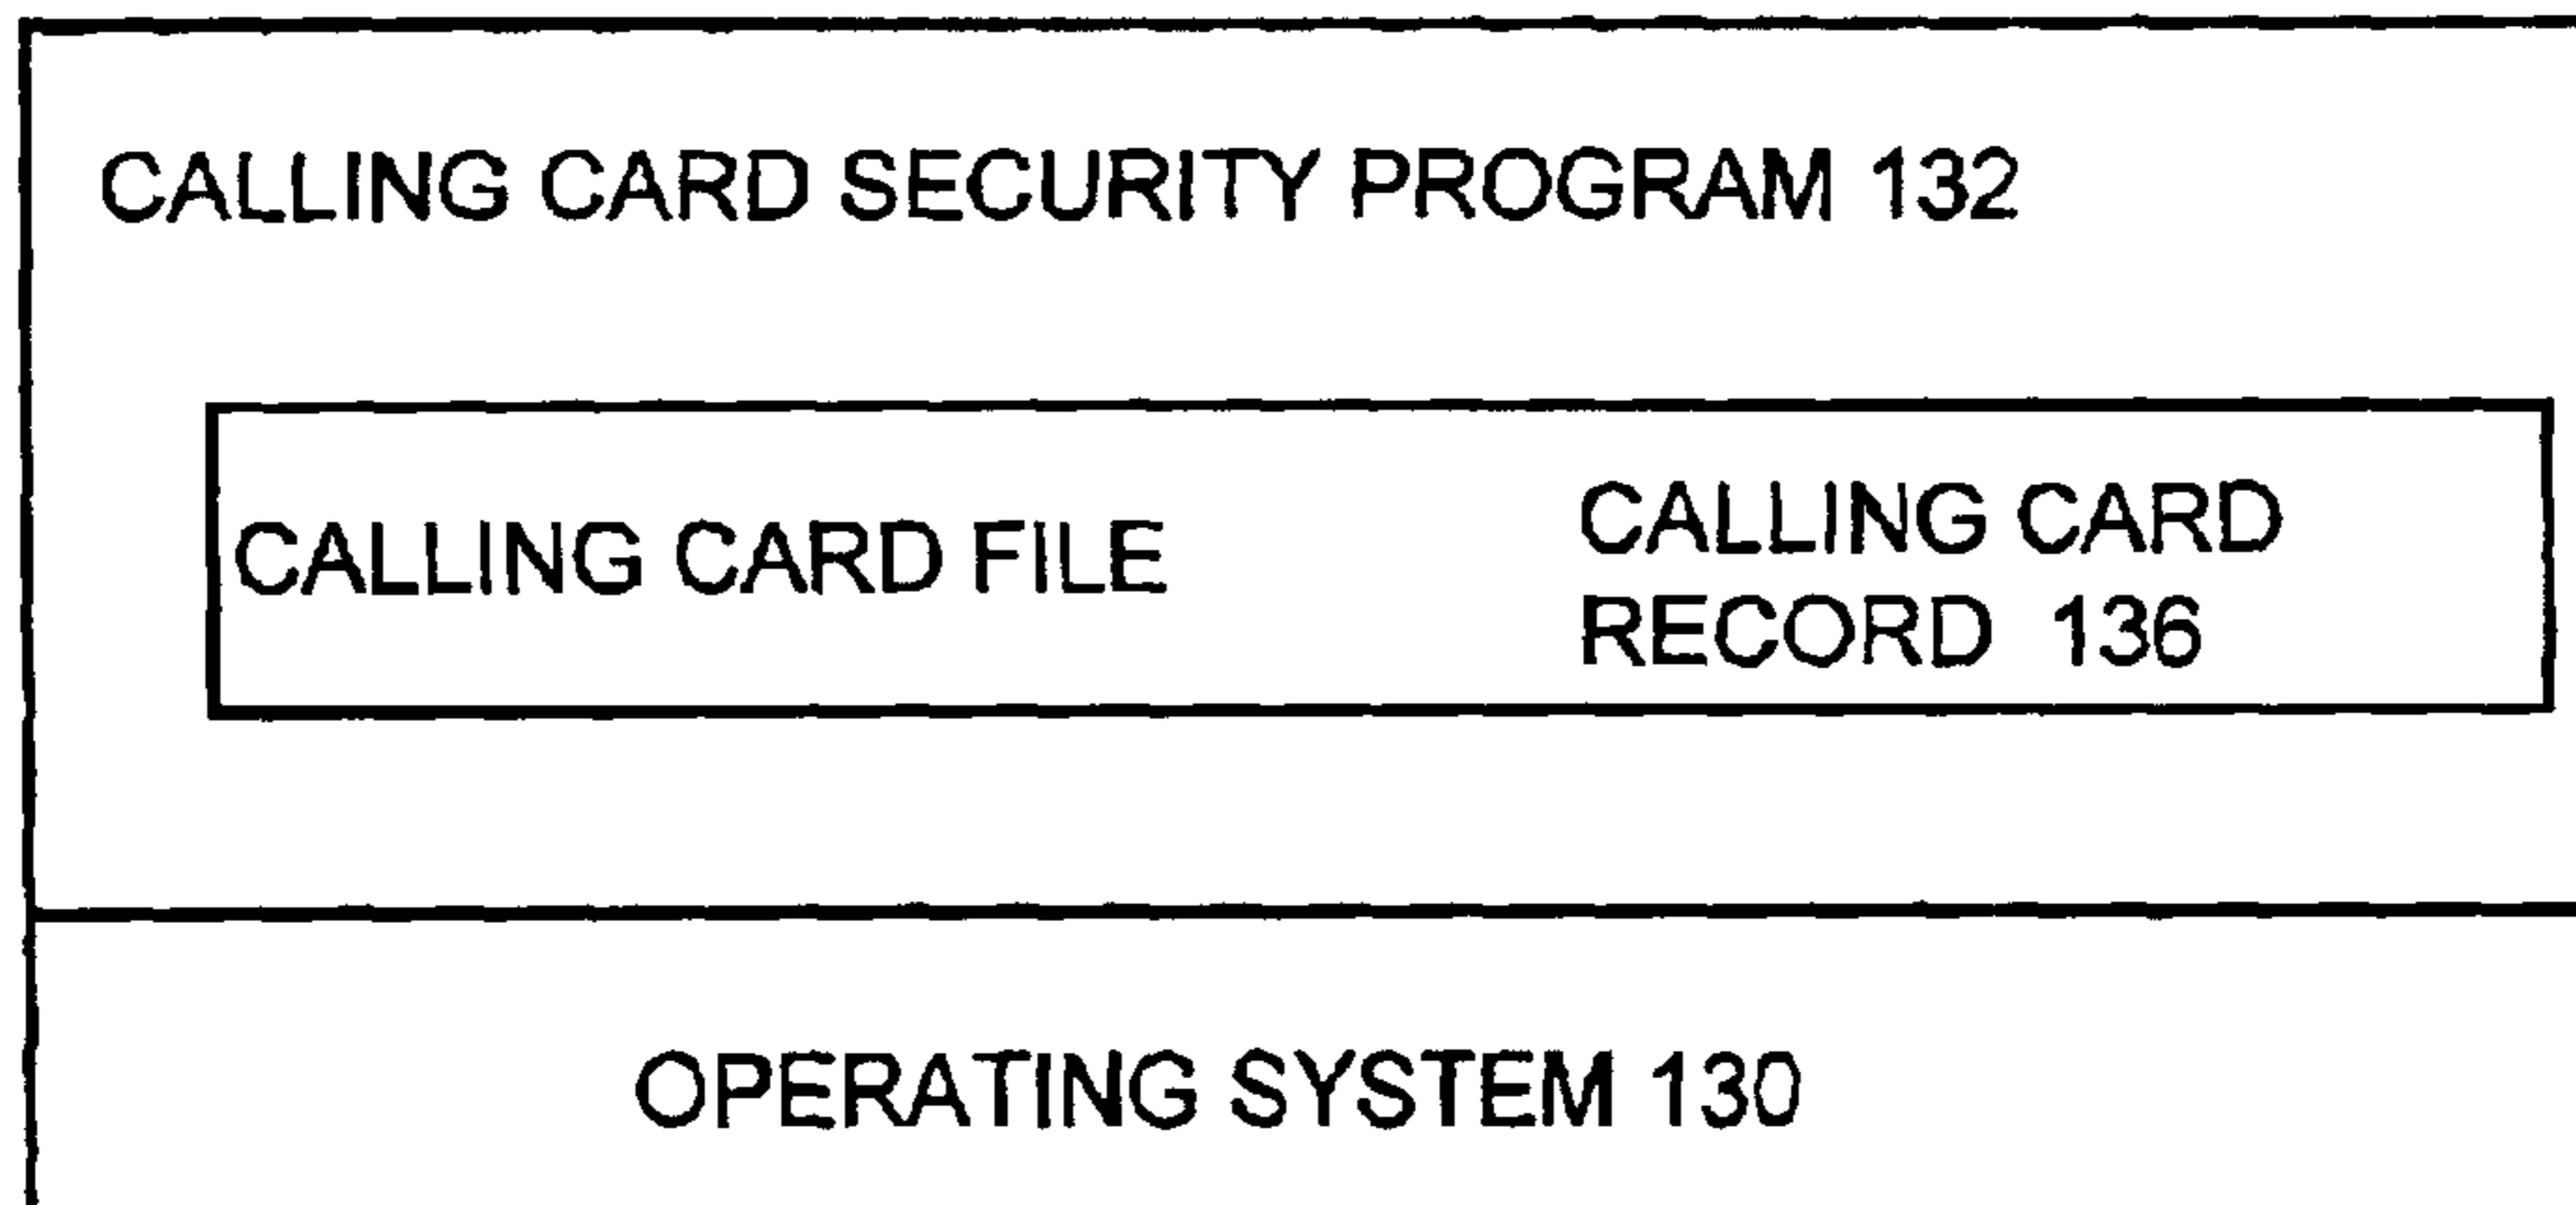 CALLING CARD SECURITY PROGRAM 132
CALLING CARD FILE
CALLING CARD
RECORD 136
OPERATING SYSTEM 130